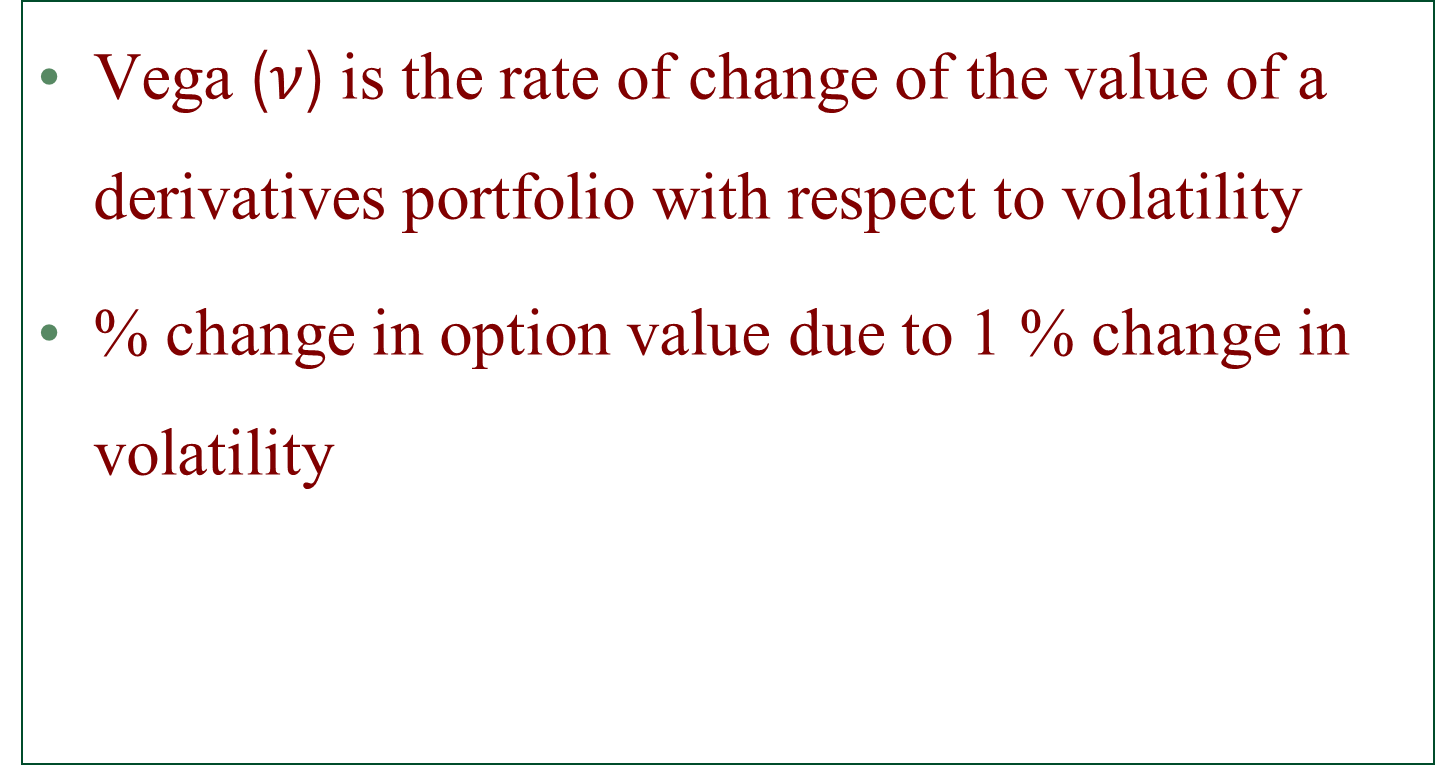 • Vega (ν) is the rate of change of the value of a
derivatives portfolio with respect to volatility
• % change in option value due to 1 % change in
volatility